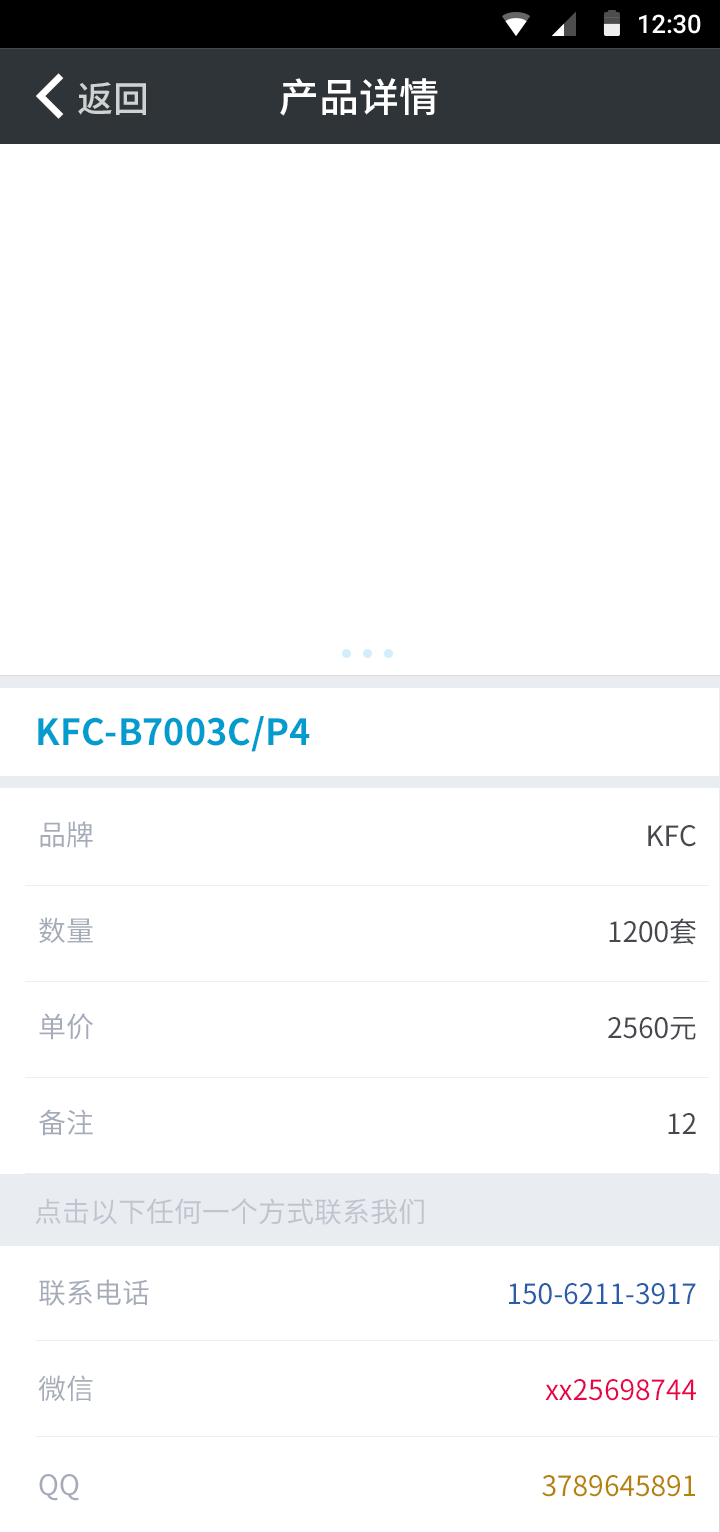 12:30
返回
产品详情
KFC-B7003C/P4
品牌 KFC
数量 1200套
单价 2560元
备注 12
点击以下任何一个方式联系我们
联系电话 150-6211-3917
微信 xx25698744
QQ 3789645891